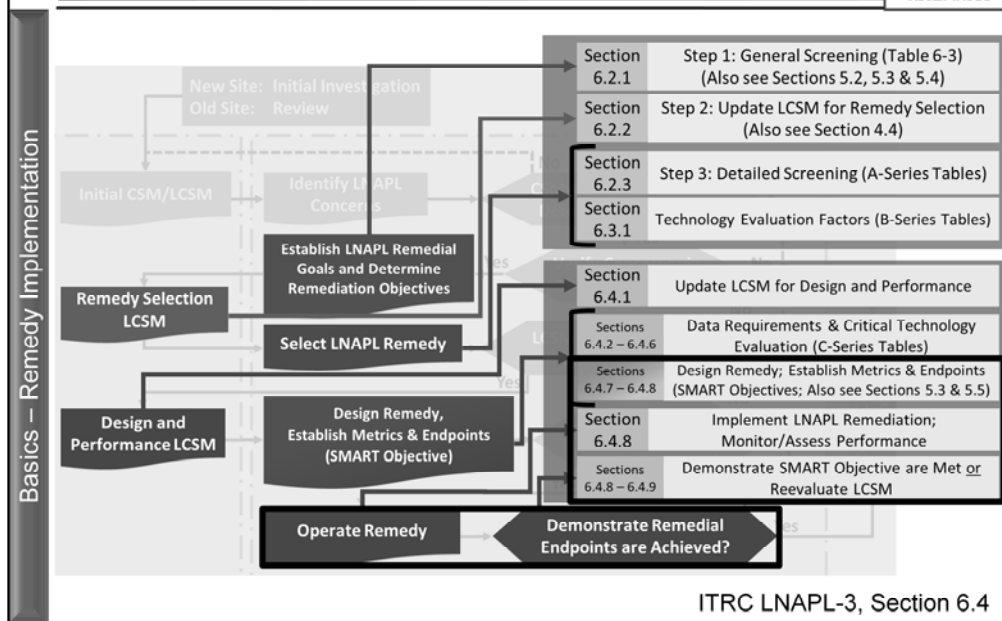 Basics – Remedy Implementation
New Site: Initial Investigation
Old Site: Review
Initial CSM/LCSM
Identify LNAPL
Concerns
No
Establish LNAPL Remedial
Goals and Determine
Remediation Objectives
Yes
Remedy Selection
LCSM
Select LNAPL Remedy
Yes
Design and
Performance LCSM
Design Remedy,
Establish Metrics & Endpoints
(SMART Objective)
Operate Remedy
Demonstrate Remedial
Endpoints are Achieved?
Section
6.2.1
Step 1: General Screening (Table 6-3)
(Also see Sections 5.2, 5.3 & 5.4)
Section
6.2.2
Step 2: Update LCSM for Remedy Selection
(Also see Section 4.4)
Section
6.2.3
Step 3: Detailed Screening (A-Series Tables)
Section
6.3.1
Technology Evaluation Factors (B-Series Tables)
Section
6.4.1
Update LCSM for Design and Performance
Sections
6.4.2 – 6.4.6
Data Requirements & Critical Technology
Evaluation (C-Series Tables)
Sections
6.4.7 – 6.4.8
Design Remedy; Establish Metrics & Endpoints
(SMART Objectives; Also see Sections 5.3 & 5.5)
Section
6.4.8
Implement LNAPL Remediation;
Monitor/Assess Performance
Sections
6.4.8 – 6.4.9
Demonstrate SMART Objective are Met or
Reevaluate LCSM
ITRC LNAPL-3, Section 6.4